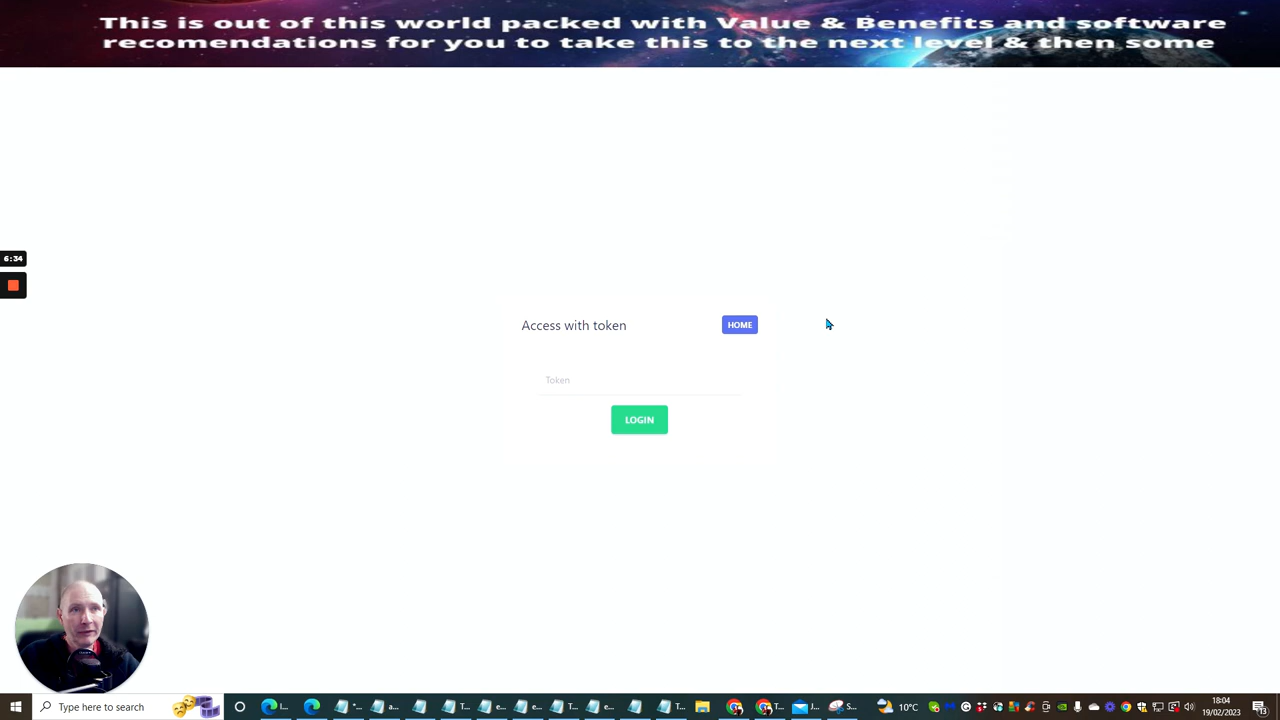 This is out of this world packed with Value & Benefits and software
recomendations for you to take this to the next level & then some
6:34
Access with token
HOME
Token
LOGIN
Type here to search
10°C
18:04
19/02/2023